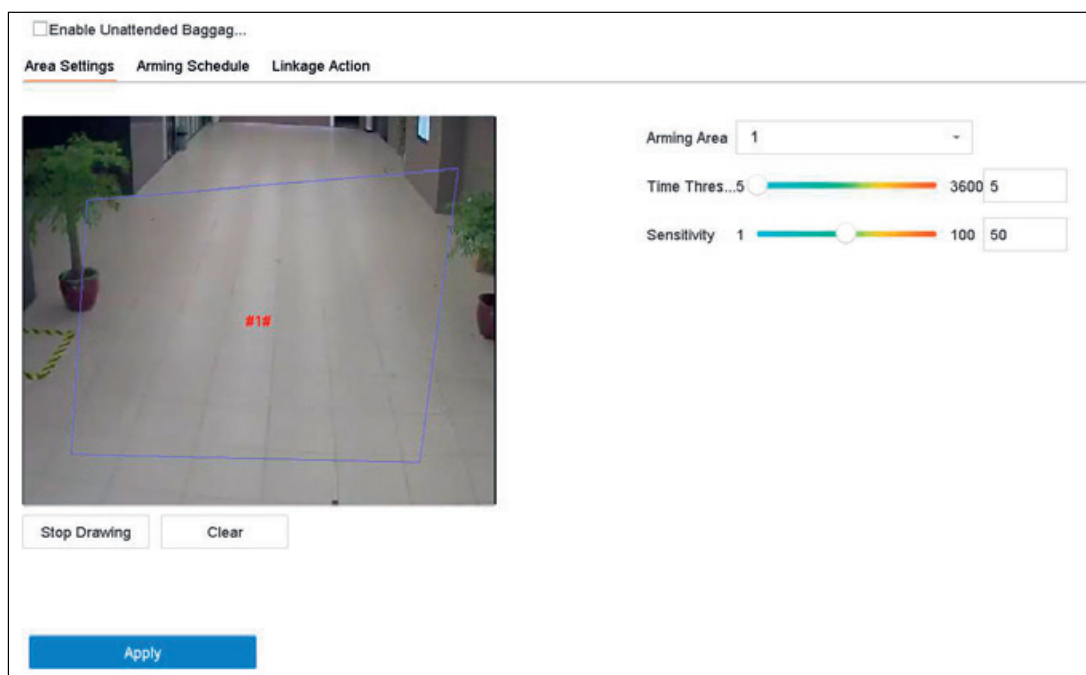 Enable Unattended Baggag...
Area Settings Arming Schedule Linkage Action
Arming Area 1
Time Thres...5 3600 5
Sensitivity 1 100 50
#1#
Stop Drawing Clear
Apply